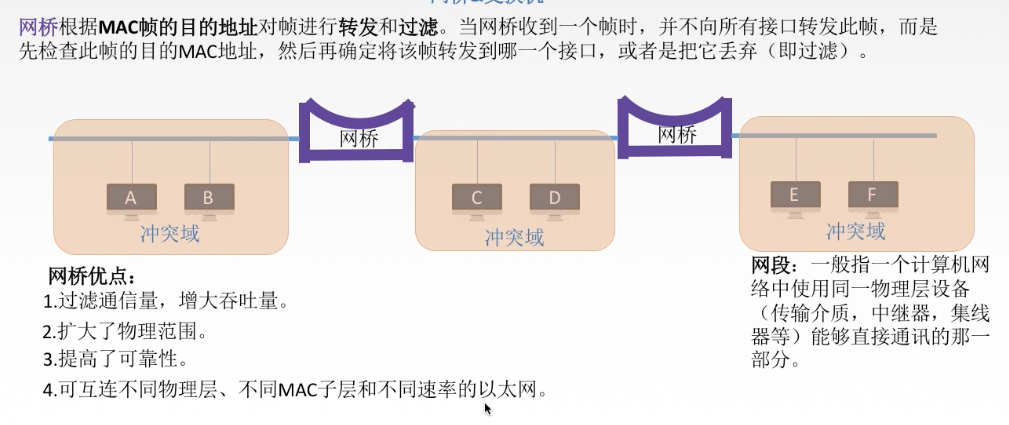 网桥根据MAC帧的目的地址对帧进行转发和过滤。当网桥收到一个帧时，并不向所有接口转发此帧，而是
先检查此帧的目的MAC地址，然后再确定将该帧转发到哪一个接口，或者是把它丢弃（即过滤）。
网桥
网桥
A
B
C
D
E
F
冲突域
冲突域
冲突域
网桥优点：
1.过滤通信量，增大吞吐量。
2.扩大了物理范围。
3.提高了可靠性。
4.可互连不同物理层、不同MAC子层和不同速率的以太网。
网段：一般指一个计算机网
络中使用同一物理层设备
（传输介质，中继器，集线
器等）能够直接通讯的那一
部分。